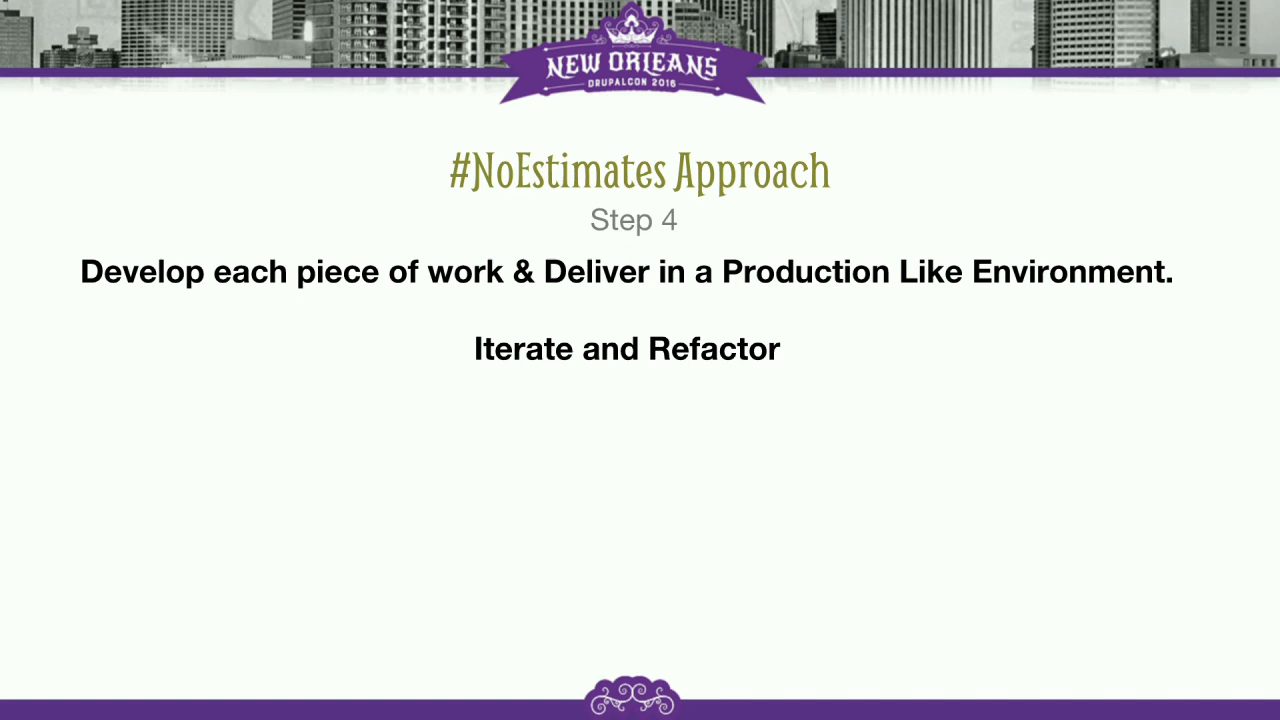 NEW ORLEANS
DRUPALCON 2016
#NoEstimates Approach
Step 4
Develop each piece of work & Deliver in a Production Like Environment.
Iterate and Refactor